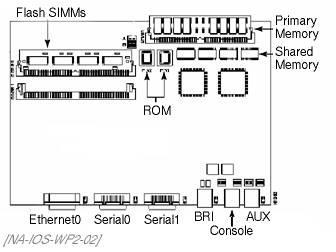 Flash SIMMs
Primary
Memory
Shared
Memory
ROM
Ethernet0
Serial0
Serial1
BRI
Console
AUX
[NA-IOS-WP2-02]